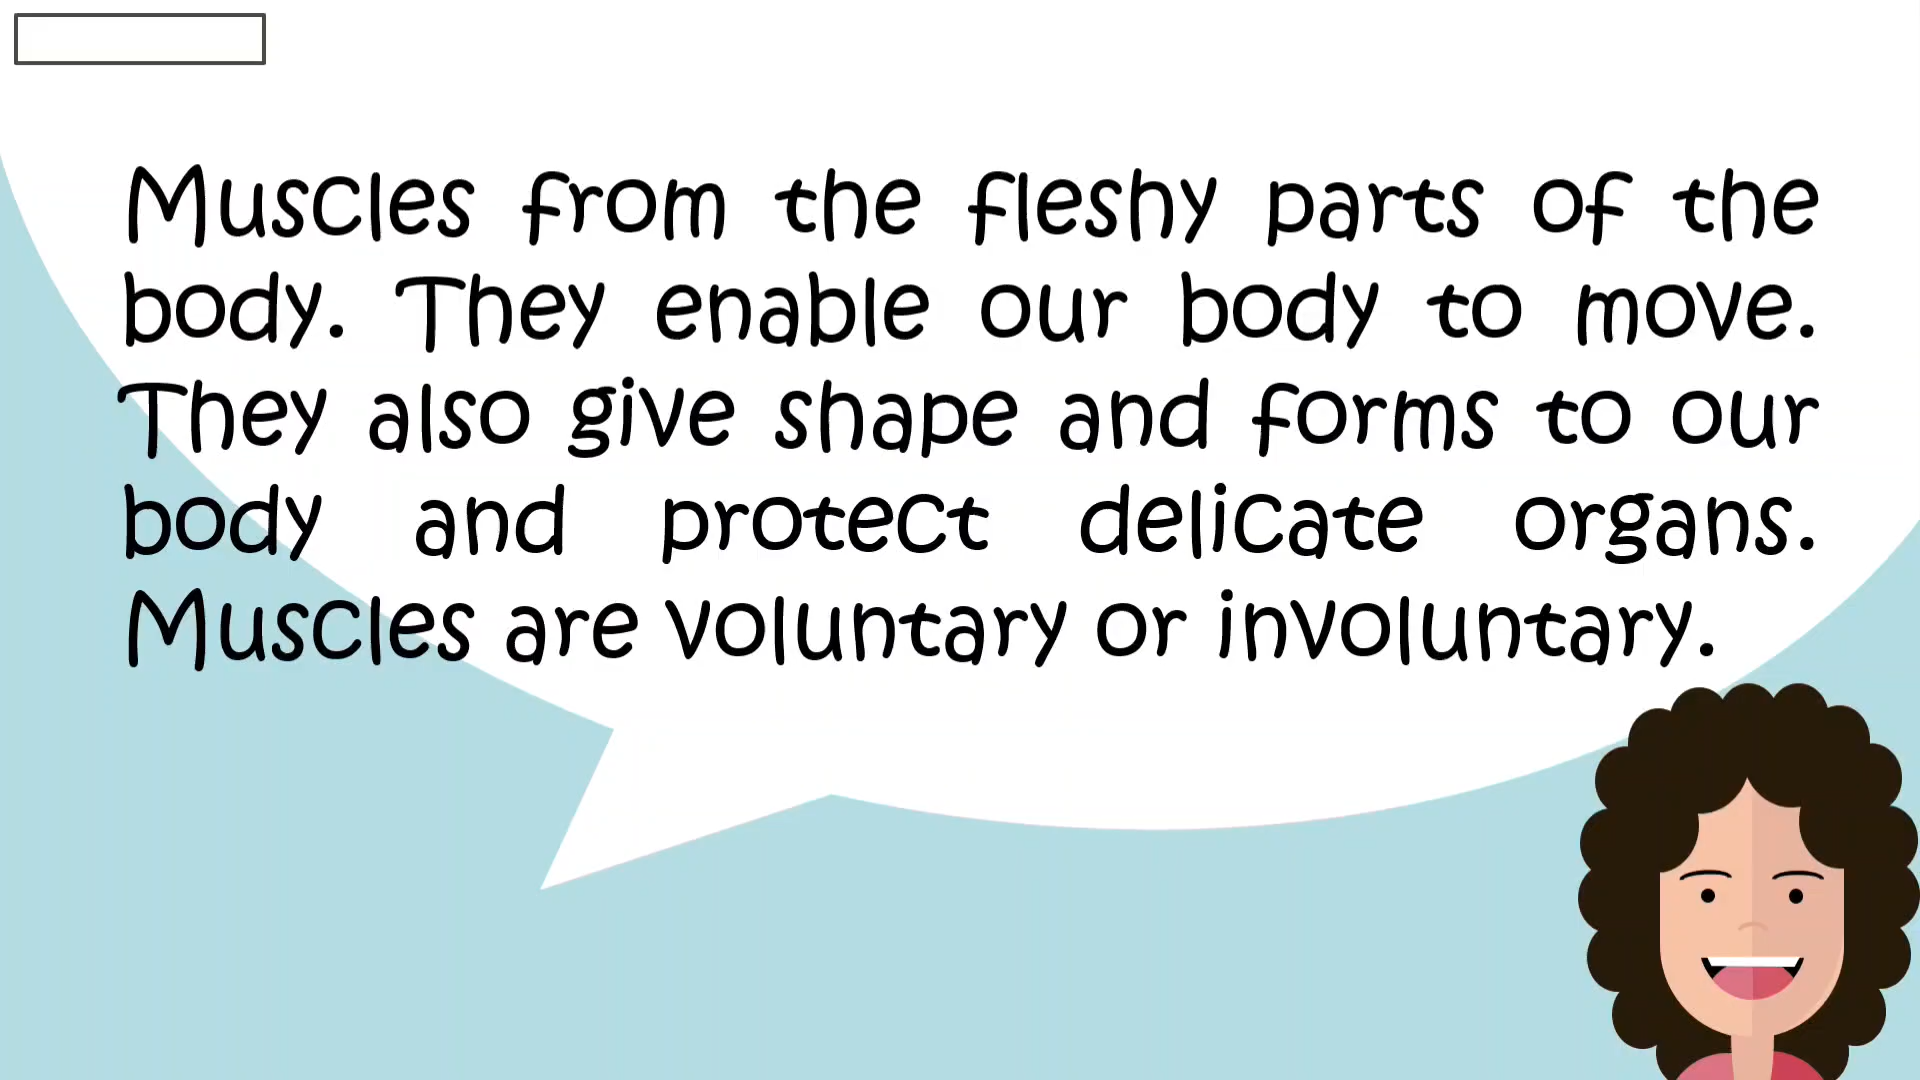 Muscles from the fleshy parts of the
body. They enable our body to move.
They also give shape and forms to our
body and protect delicate organs.
Muscles are voluntary or involuntary.